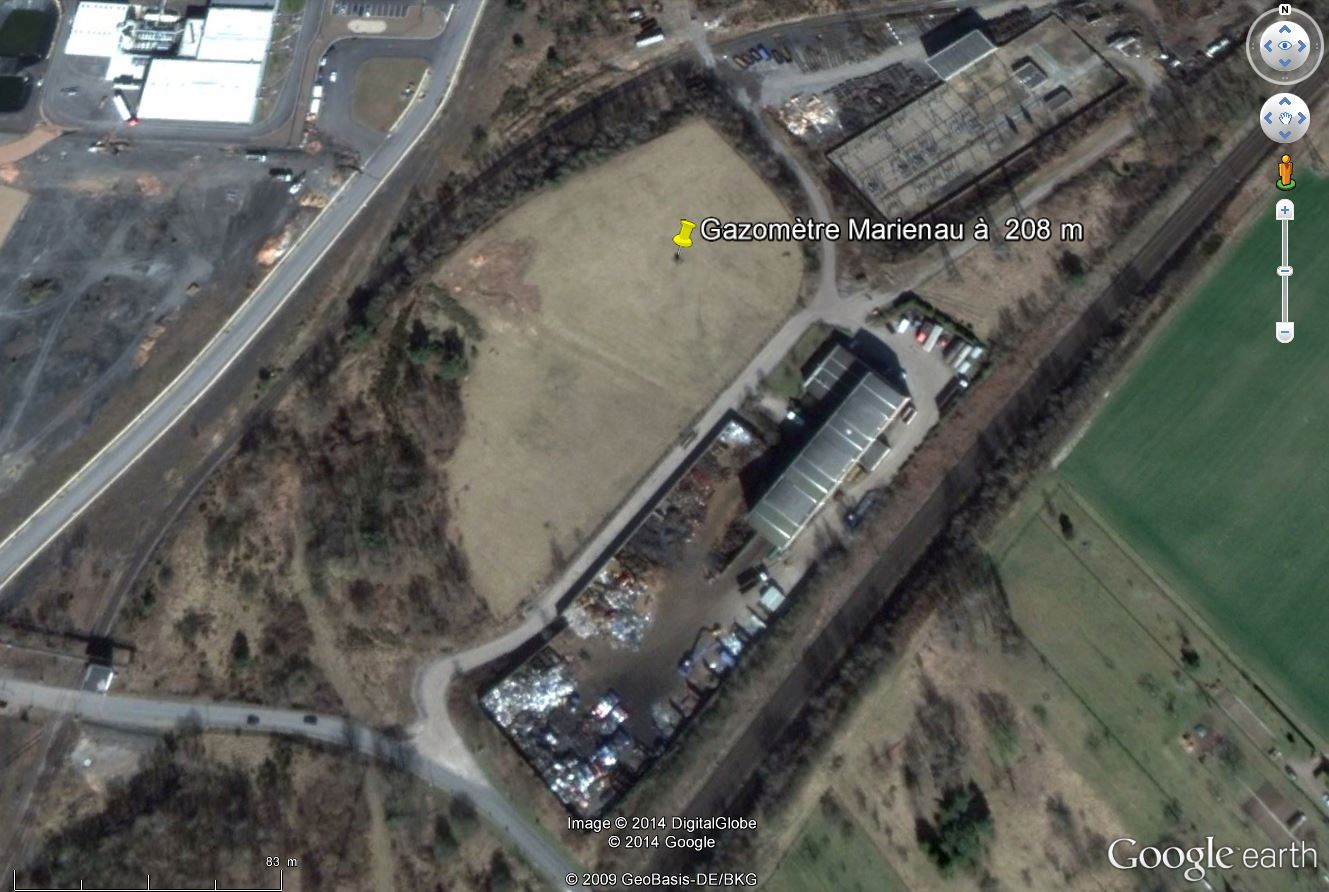 N
Gazomètre Marienau à  208 m
Image © 2014 DigitalGlobe
© 2014 Google
83  m
Google earth
© 2009 GeoBasis-DE/BKG